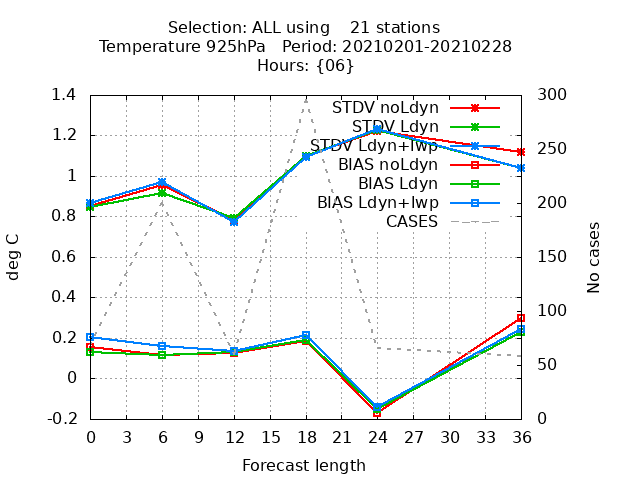 Selection: ALL using    21 stations
Temperature 925hPa   Period: 20210201-20210228
Hours: {06}
1.4
1.2
1
0.8
0.6
0.4
0.2
0
-0.2
deg C
300
250
200
150
100
50
0
No cases
STDV noLdyn
STDV Ldyn
STDV Ldyn+lwp
BIAS noLdyn
BIAS Ldyn
BIAS Ldyn+lwp
CASES
0 3 6 9 12 15 18 21 24 27 30 33 36
Forecast length